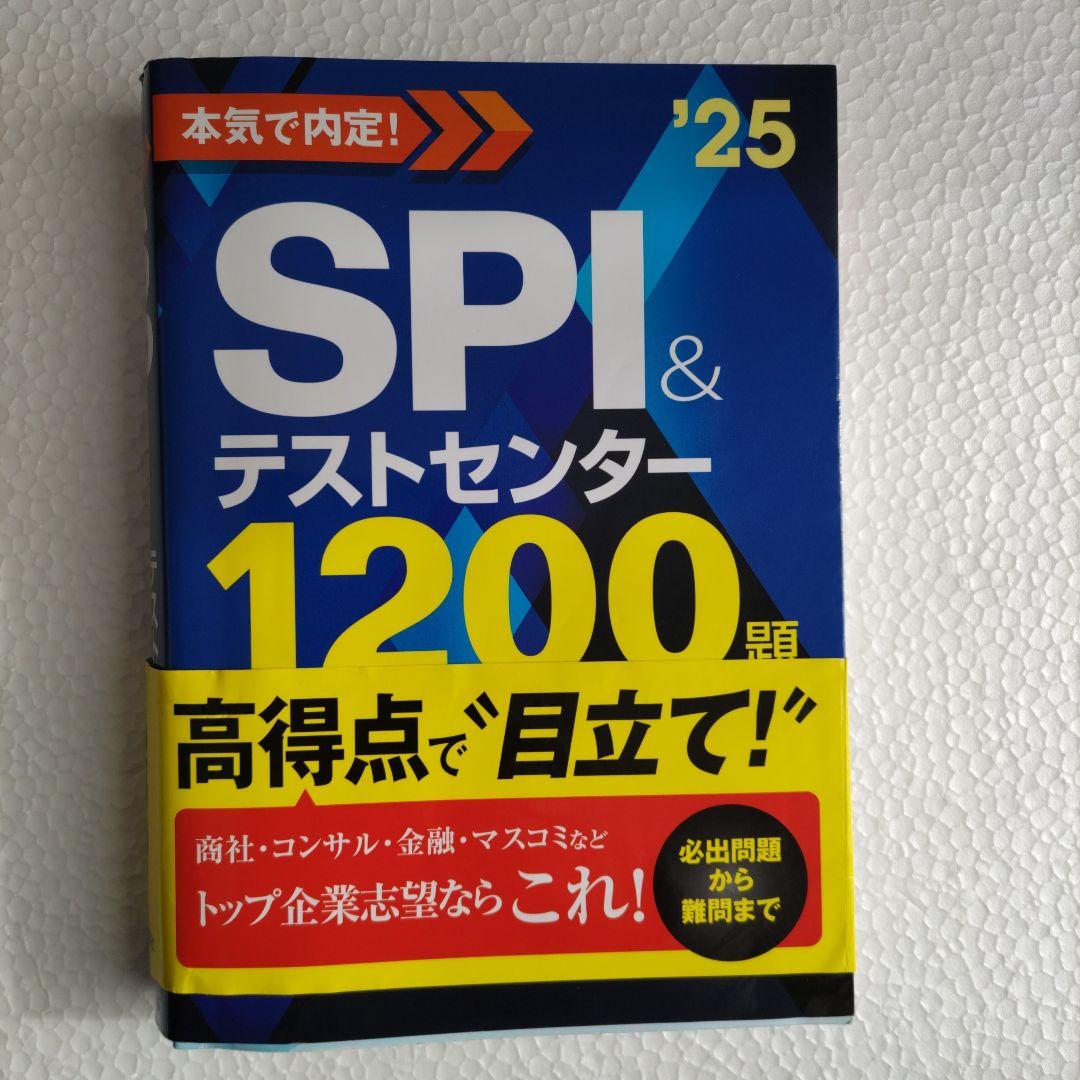 本気で内定!
'25
SPI&
テストセンター
1200題
高得点で〝目立て!〟
商社・コンサル・金融・マスコミなど
トップ企業志望ならこれ!
必出問題
から
難問まで